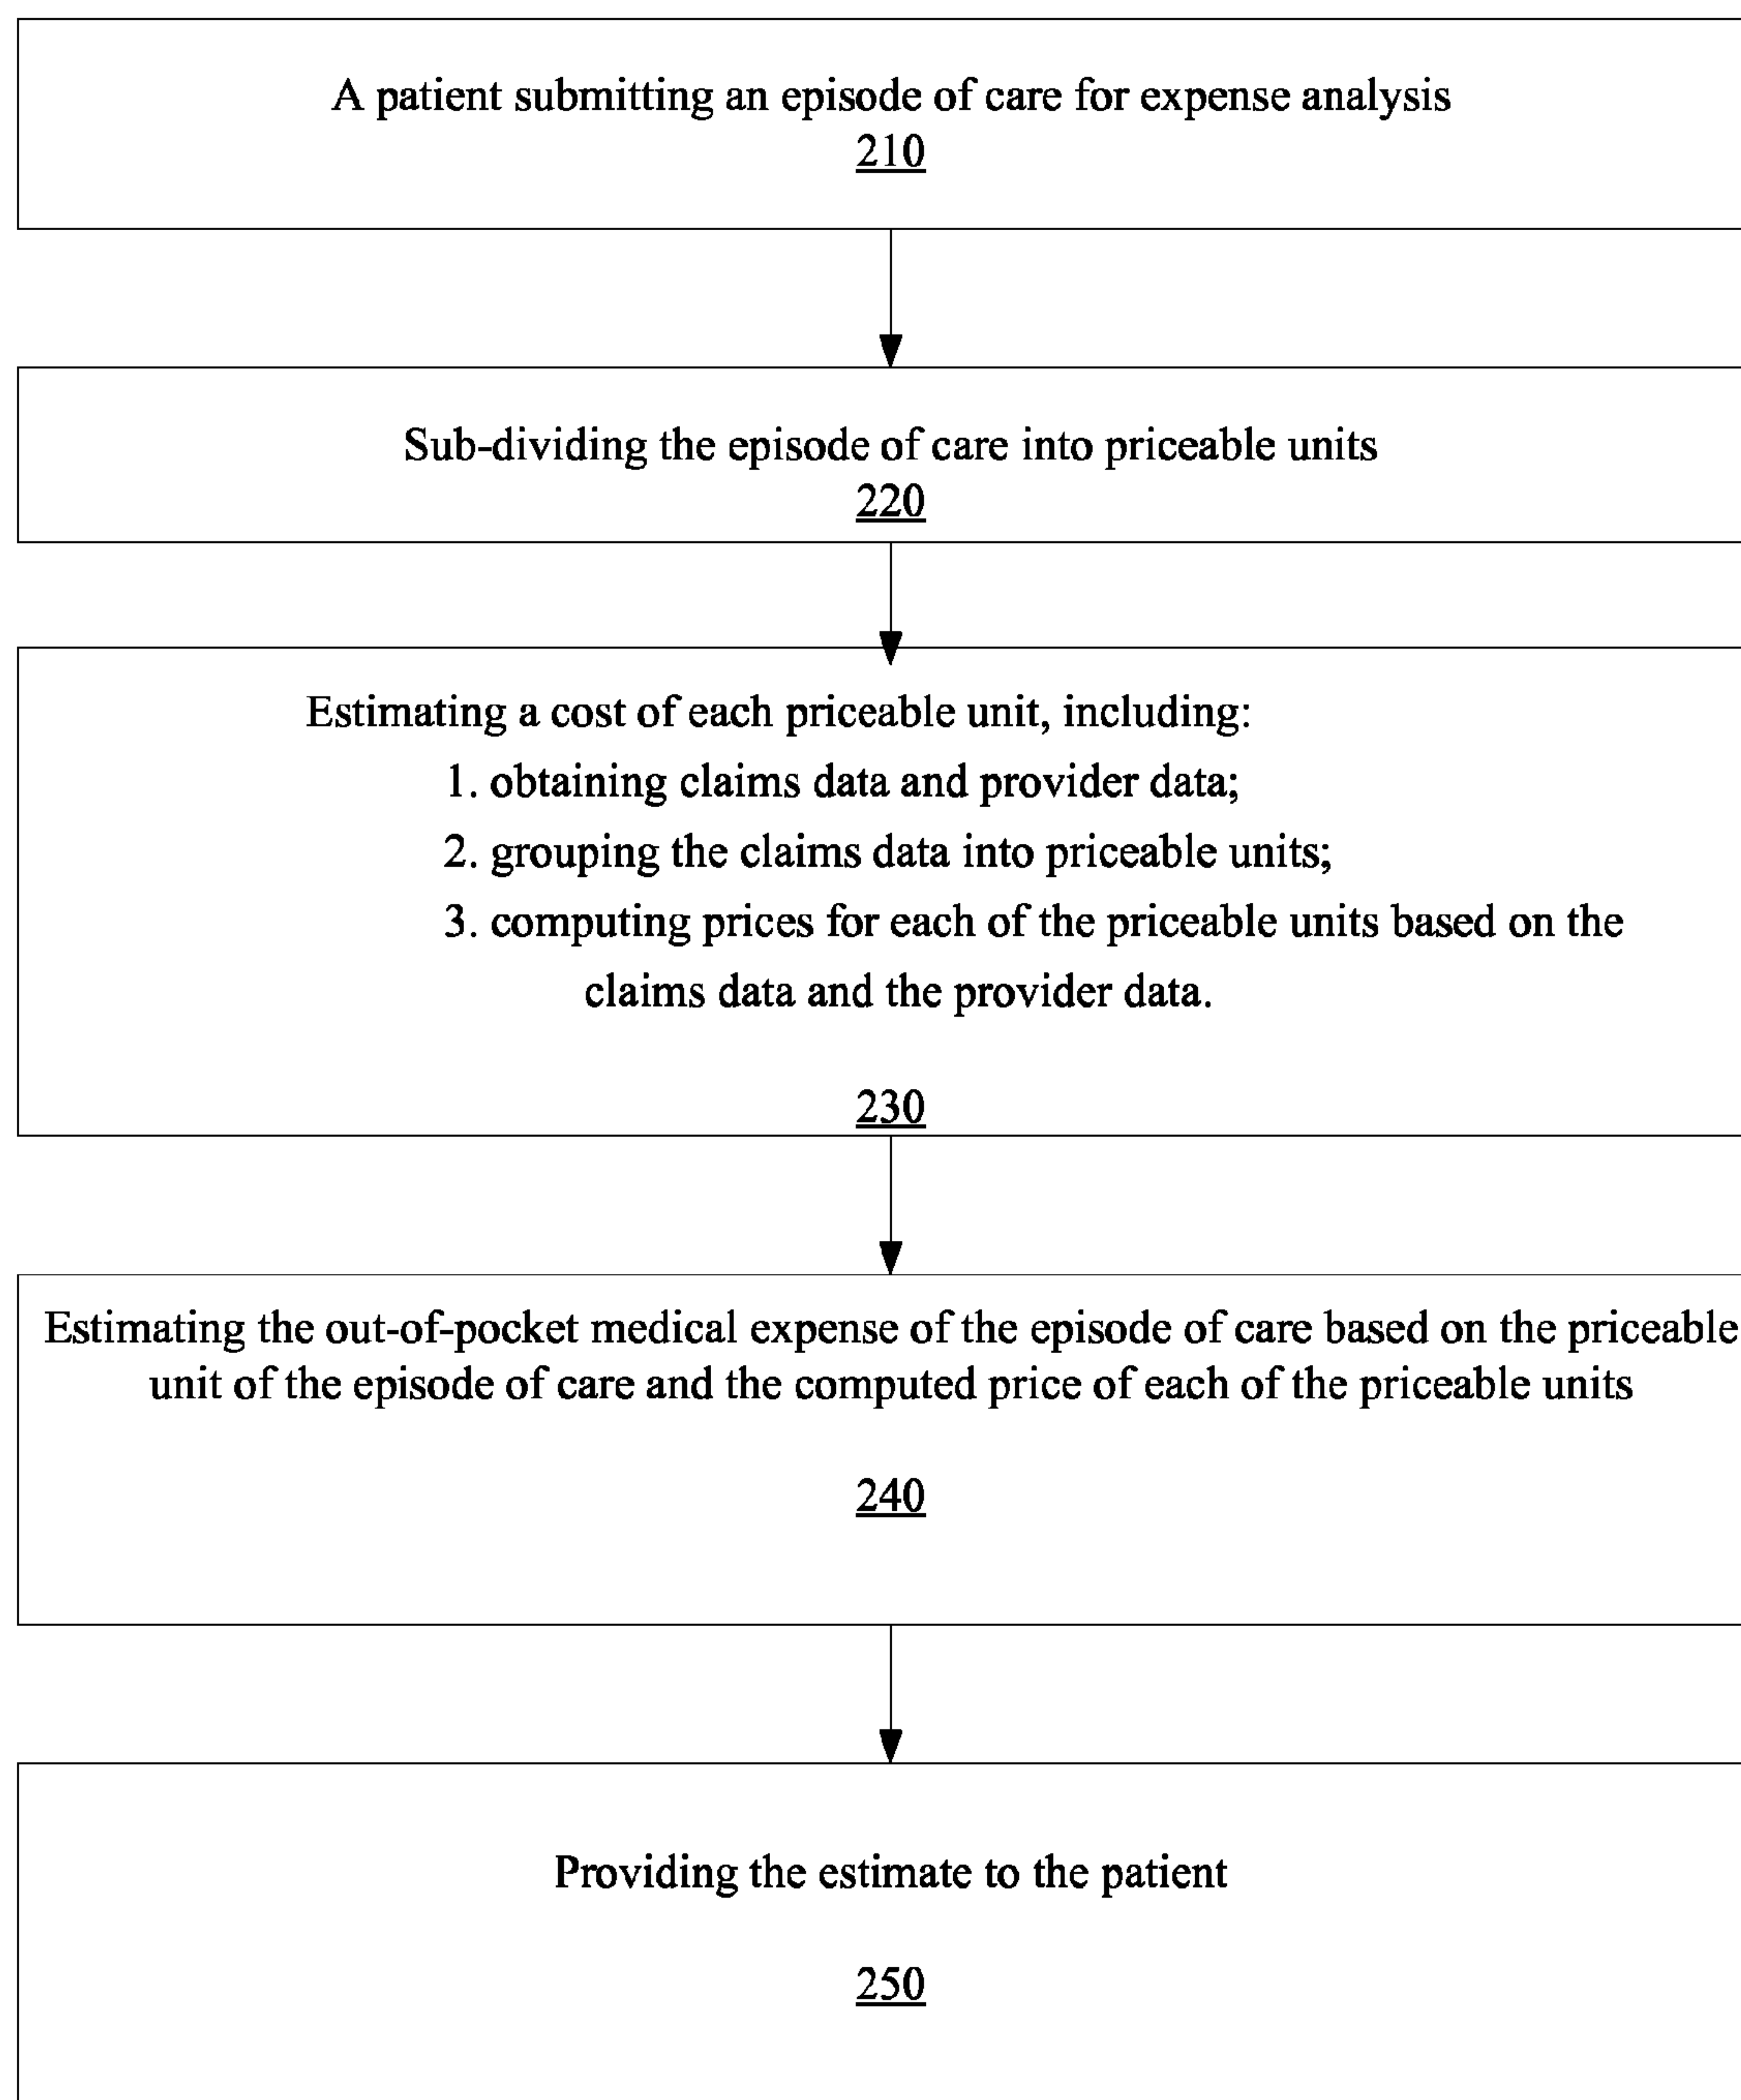 A patient submitting an episode of care for expense analysis
210
Sub-dividing the episode of care into priceable units
220
Estimating a cost of each priceable unit, including:
1. obtaining claims data and provider data;
2. grouping the claims data into priceable units;
3. computing prices for each of the priceable units based on the
claims data and the provider data.
230
Estimating the out-of-pocket medical expense of the episode of care based on the priceable
unit of the episode of care and the computed price of each of the priceable units
240
Providing the estimate to the patient
250